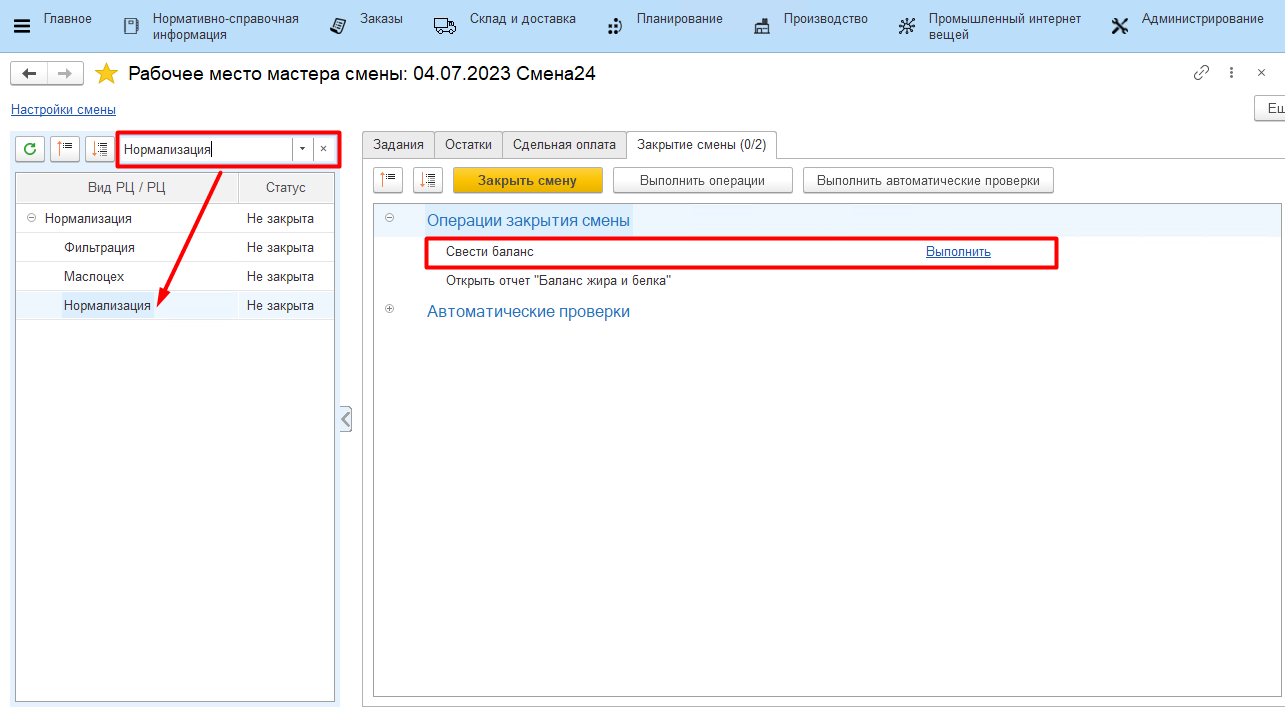 Главное
Нормативно-справочная
информация
Заказы
Склад и доставка
Планирование
Производство
Промышленный интернет
вещей
Администрирование
Рабочее место мастера смены: 04.07.2023 Смена24
Настройки смены
Ещ
Нормализация
Вид РЦ / РЦ Статус
Нормализация Не закрыта
Фильтрация Не закрыта
Маслоцех Не закрыта
Нормализация Не закрыта
Задания Остатки Сдельная оплата Закрытие смены (0/2)
Закрыть смену Выполнить операции Выполнить автоматические проверки
Операции закрытия смены
Свести баланс Выполнить
Открыть отчет "Баланс жира и белка"
Автоматические проверки